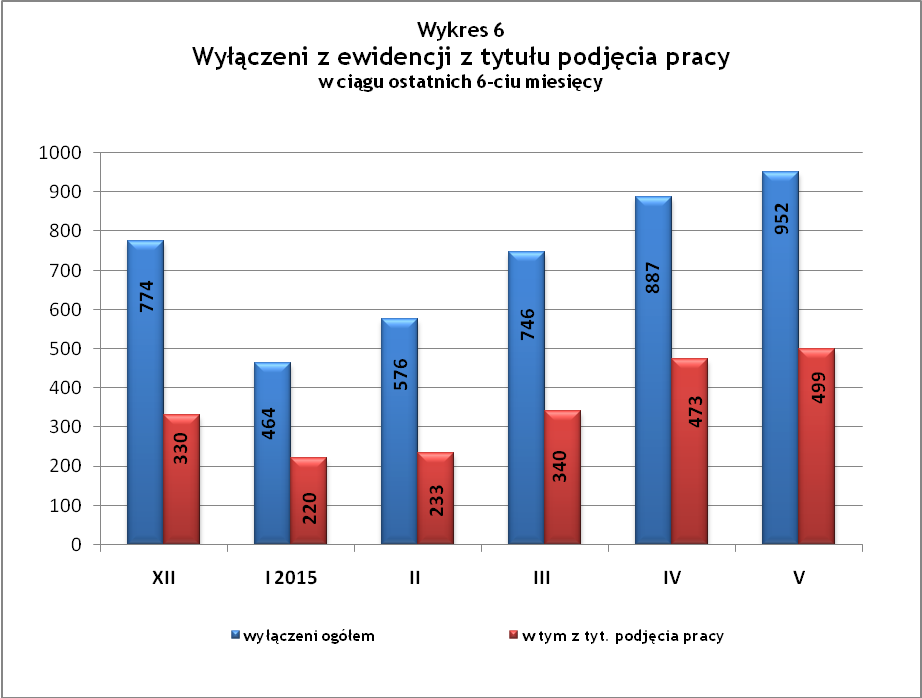 Wykres 6
Wyłączeni z ewidencji z tytułu podjęcia pracy
w ciągu ostatnich 6-ciu miesięcy
1000
900
800
700
600
500
400
300
200
100
0
774
330
464
220
576
233
746
340
887
473
952
499
XII
I 2015
II
III
IV
V
wyłączeni ogółem
w tym z tyt. podjęcia pracy